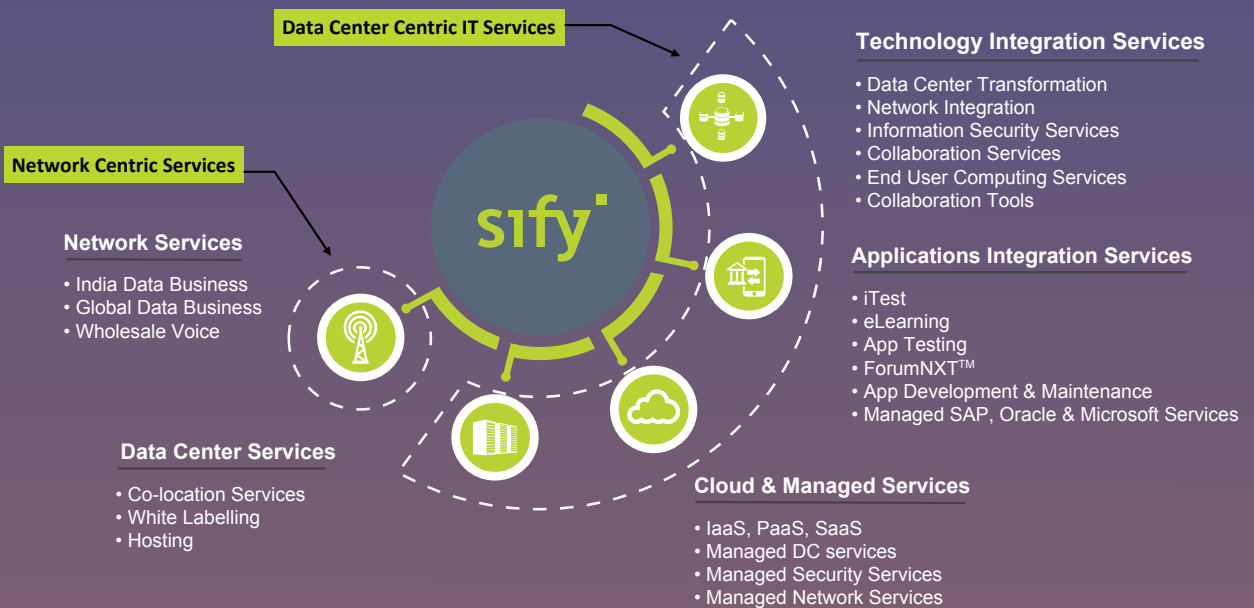 Data Center Centric IT Services
Network Centric Services
sify
Network Services
• India Data Business
• Global Data Business
• Wholesale Voice
Data Center Services
• Co-location Services
• White Labelling
• Hosting
Technology Integration Services
• Data Center Transformation
• Network Integration
• Information Security Services
• Collaboration Services
• End User Computing Services
• Collaboration Tools
Applications Integration Services
• iTest
• eLearning
• App Testing
• ForumNXT™
• App Development & Maintenance
• Managed SAP, Oracle & Microsoft Services
Cloud & Managed Services
• IaaS, PaaS, SaaS
• Managed DC services
• Managed Security Services
• Managed Network Services